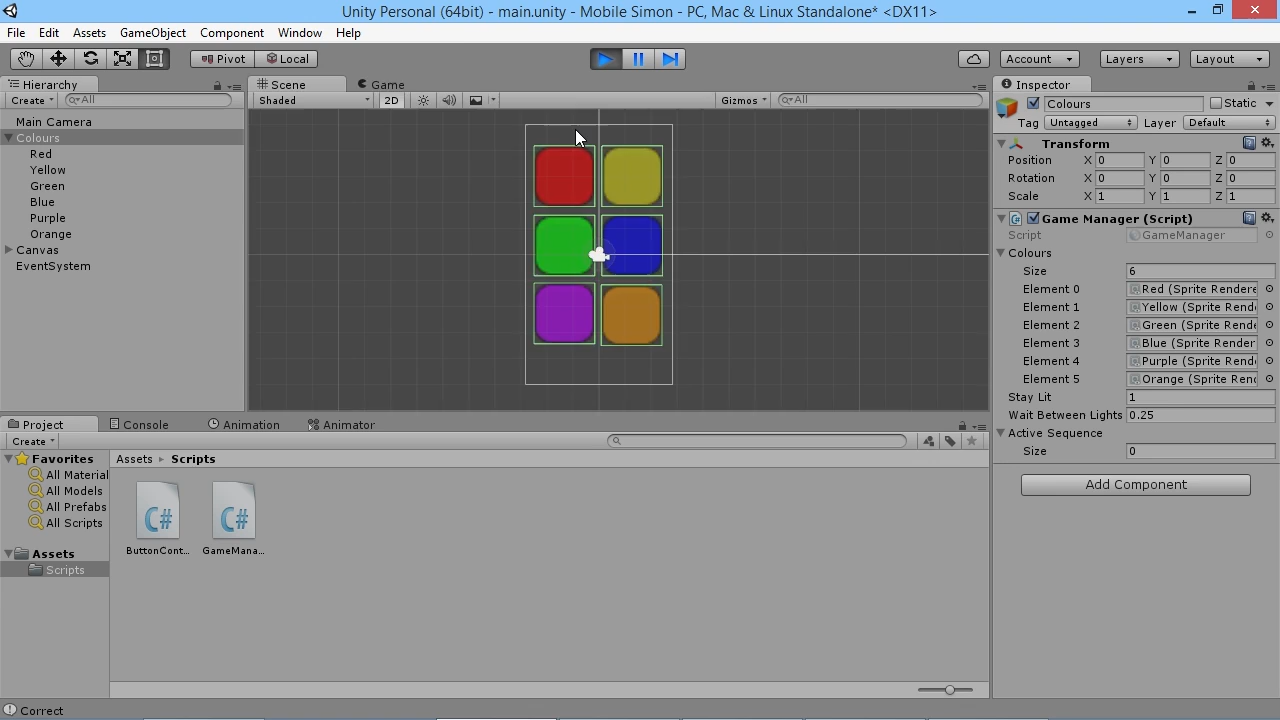 Unity Personal (64bit) - main.unity - Mobile Simon - PC, Mac & Linux Standalone* <DX11>
File Edit Assets GameObject Component Window Help
Pivot Local Account Layers Layout
Hierarchy
Create All
Main Camera
Colours
Red
Yellow
Green
Blue
Purple
Orange
Canvas
EventSystem
Scene Game
Shaded 2D Gizmos All
Inspector
Colours Static
Tag Untagged Layer Default
Transform
Position X 0 Y 0 Z 0
Rotation X 0 Y 0 Z 0
Scale X 1 Y 1 Z 1
Game Manager (Script)
Script GameManager
Colours
Size 6
Element 0 Red (Sprite Rendere
Element 1 Yellow (Sprite Rende
Element 2 Green (Sprite Rende
Element 3 Blue (Sprite Render
Element 4 Purple (Sprite Rend
Element 5 Orange (Sprite Rend
Stay Lit 1
Wait Between Lights 0.25
Active Sequence
Size 0
Add Component
Project Console Animation Animator
Create
Favorites
All Material
All Models
All Prefabs
All Scripts
Assets
Scripts
Assets Scripts
C# C#
ButtonCont... GameMana...
Correct